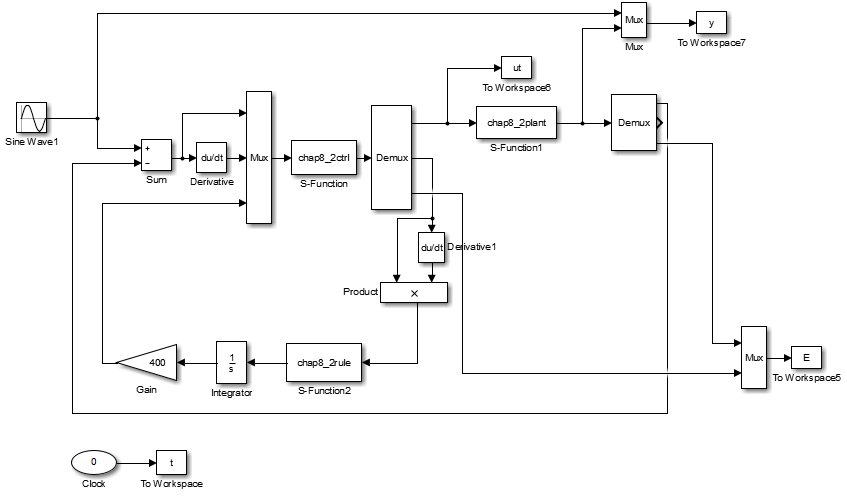 Mux
Mux
y
To Workspace7
ut
To Workspace6
Sine Wave1
+
−
Sum
du/dt
Derivative
Mux
chap8_2ctrl
S-Function
Demux
chap8_2plant
S-Function1
Demux
du/dt
Derivative1
Product
×
400
Gain
1
s
Integrator
chap8_2rule
S-Function2
Mux
E
To Workspace5
0
Clock
t
To Workspace